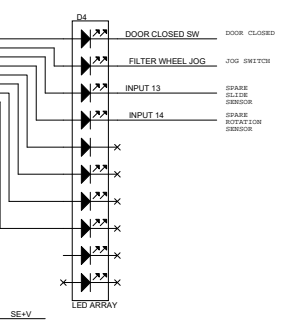 D4
DOOR CLOSED SW
DOOR CLOSED
FILTER WHEEL JOG
JOG SWITCH
INPUT 13
SPARE
SLIDE
SENSOR
INPUT 14
SPARE
ROTATION
SENSOR
LED ARRAY
SE+V